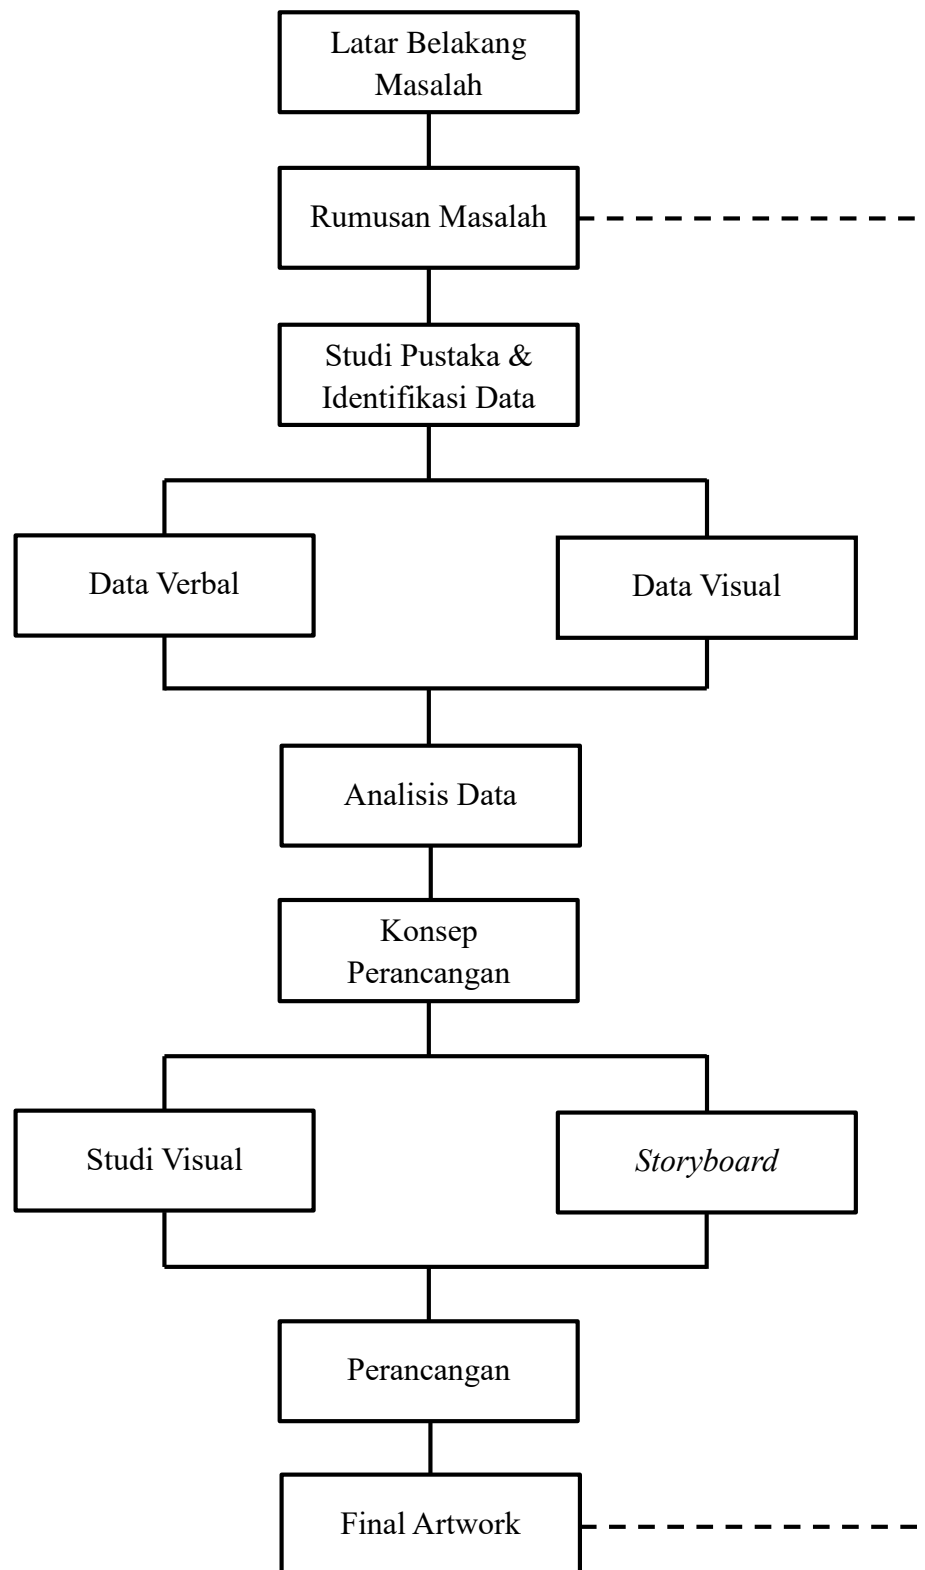 Latar Belakang
Masalah
Rumusan Masalah
Studi Pustaka &
Identifikasi Data
Data Verbal
Data Visual
Analisis Data
Konsep
Perancangan
Studi Visual
Storyboard
Perancangan
Final Artwork